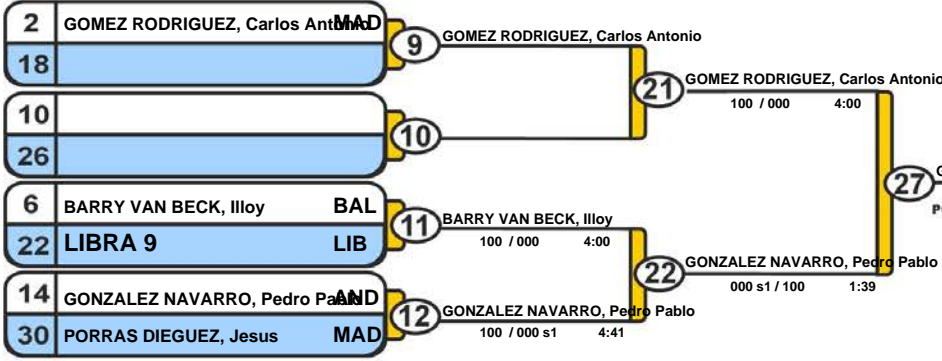 2 GOMEZ RODRIGUEZ, Carlos Antonio MAD
18
9 GOMEZ RODRIGUEZ, Carlos Antonio
21 GOMEZ RODRIGUEZ, Carlos Antonio
100 / 000 4:00
10
26
10
27 G
6 BARRY VAN BECK, Illoy BAL
22 LIBRA 9 LIB
11 BARRY VAN BECK, Illoy
100 / 000 4:00
22 GONZALEZ NAVARRO, Pedro Pablo
000 s1 / 100 1:39
14 GONZALEZ NAVARRO, Pedro Pablo AND
30 PORRAS DIEGUEZ, Jesus MAD
12 GONZALEZ NAVARRO, Pedro Pablo
100 / 000 s1 4:41